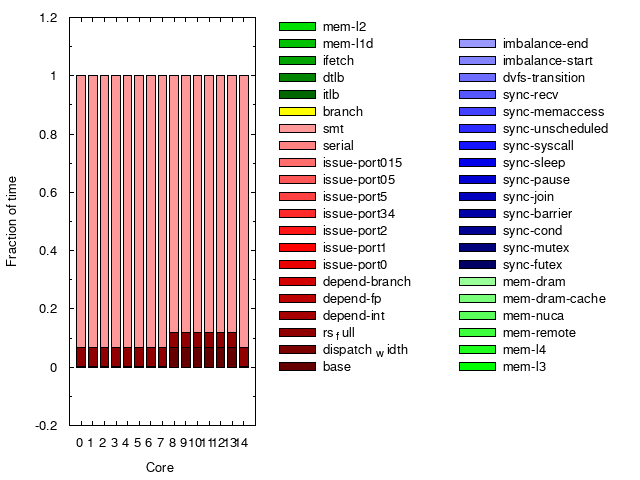 1.2
1
0.8
0.6
0.4
0.2
0
-0.2
Fraction of time
0 1 2 3 4 5 6 7 8 9 10 11 12 13 14
Core
mem-l2
mem-l1d
ifetch
dtlb
itlb
branch
smt
serial
issue-port015
issue-port05
issue-port5
issue-port34
issue-port2
issue-port1
issue-port0
depend-branch
depend-fp
depend-int
rsfull
dispatchwidth
base
imbalance-end
imbalance-start
dvfs-transition
sync-recv
sync-memaccess
sync-unscheduled
sync-syscall
sync-sleep
sync-pause
sync-join
sync-barrier
sync-cond
sync-mutex
sync-futex
mem-dram
mem-dram-cache
mem-nuca
mem-remote
mem-l4
mem-l3